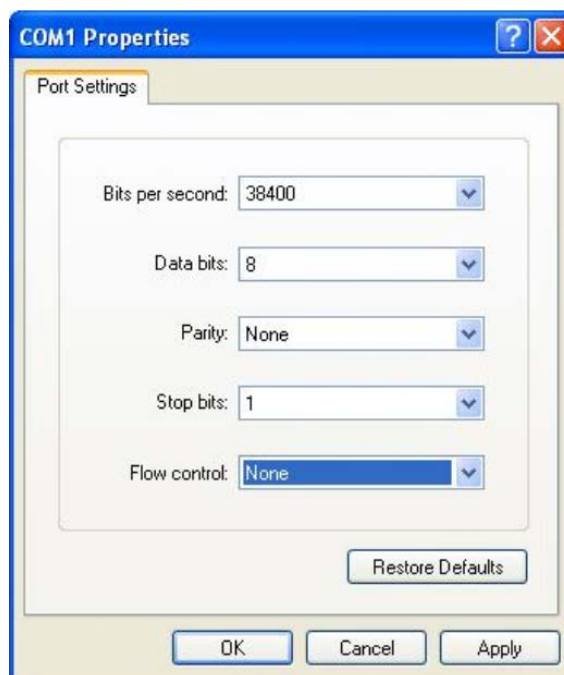 COM1 Properties
Port Settings
Bits per second: 38400
Data bits: 8
Parity: None
Stop bits: 1
Flow control: None
Restore Defaults
OK Cancel Apply